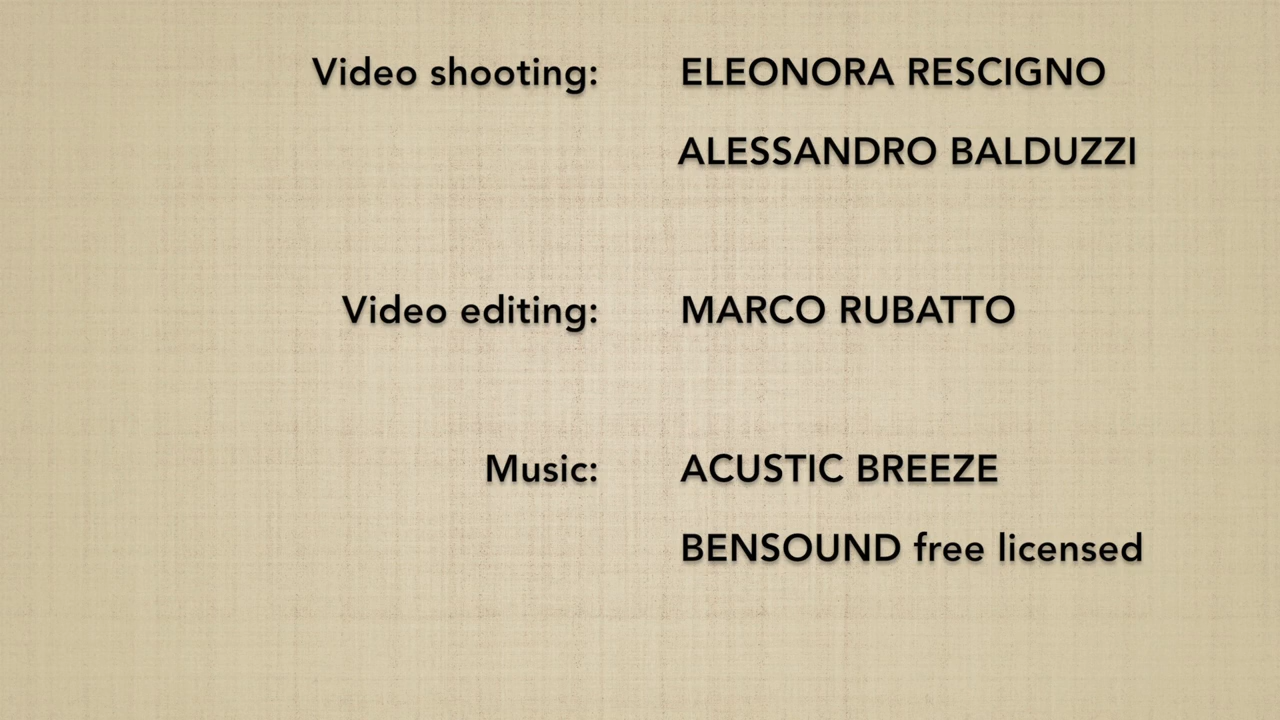 Video shooting: ELEONORA RESCIGNO
ALESSANDRO BALDUZZI
Video editing: MARCO RUBATTO
Music: ACUSTIC BREEZE
BENSOUND free licensed